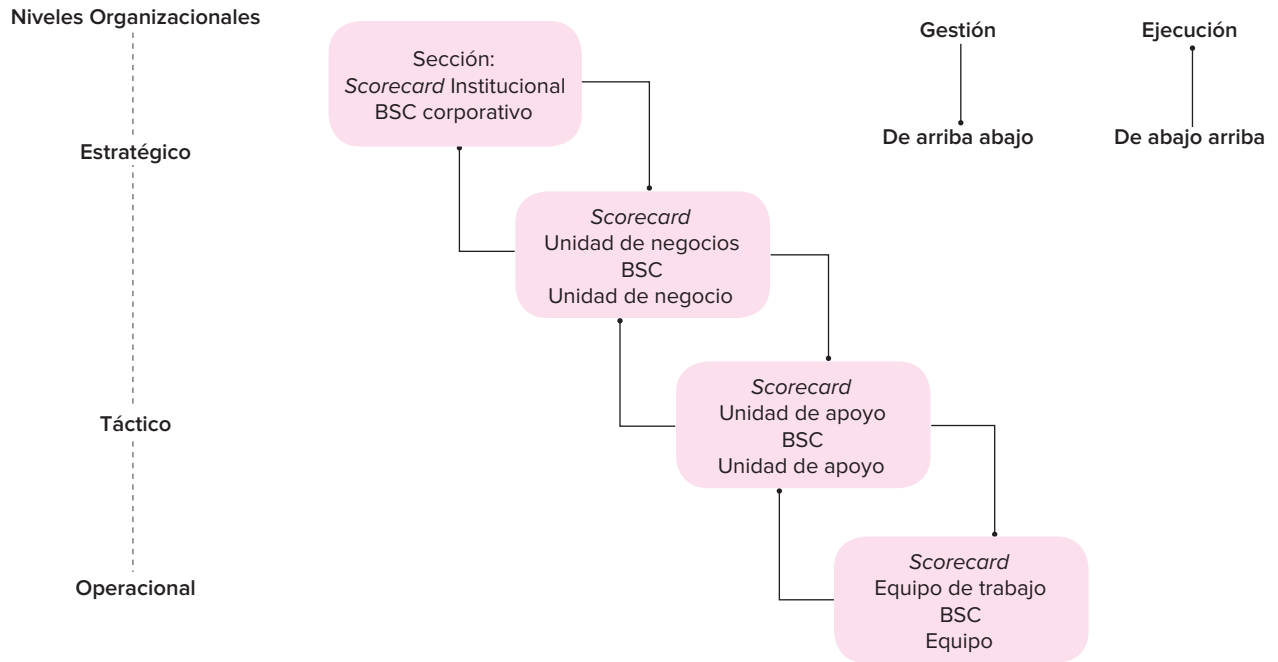 Niveles Organizacionales
Gestión
Ejecución
Sección:
Scorecard Institucional
BSC corporativo
De arriba abajo
De abajo arriba
Estratégico
Scorecard
Unidad de negocios
BSC
Unidad de negocio
Scorecard
Unidad de apoyo
BSC
Unidad de apoyo
Táctico
Scorecard
Equipo de trabajo
BSC
Equipo
Operacional